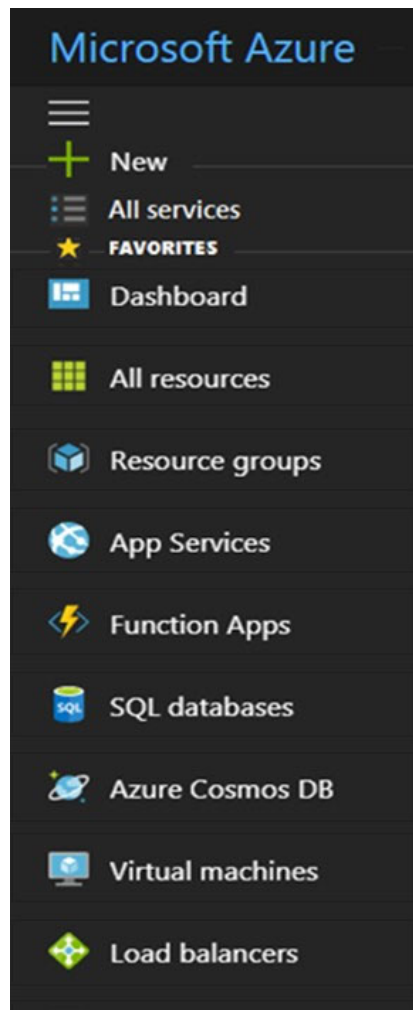 Microsoft Azure
New
All services
FAVORITES
Dashboard
All resources
Resource groups
App Services
Function Apps
SQL
SQL databases
Azure Cosmos DB
Virtual machines
Load balancers